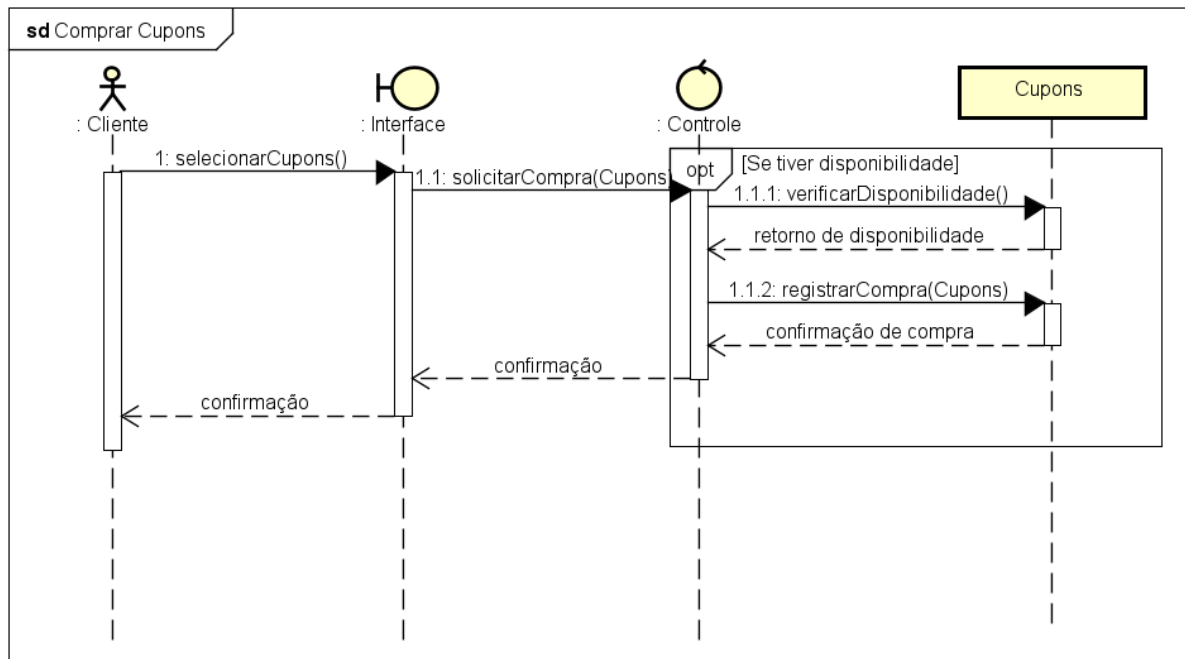 sd Comprar Cupons
: Cliente
: Interface
: Controle
Cupons
1: selecionarCupons()
1.1: solicitarCompra(Cupons)
opt
[Se tiver disponibilidade]
1.1.1: verificarDisponibilidade()
retorno de disponibilidade
1.1.2: registrarCompra(Cupons)
confirmação de compra
confirmação
confirmação